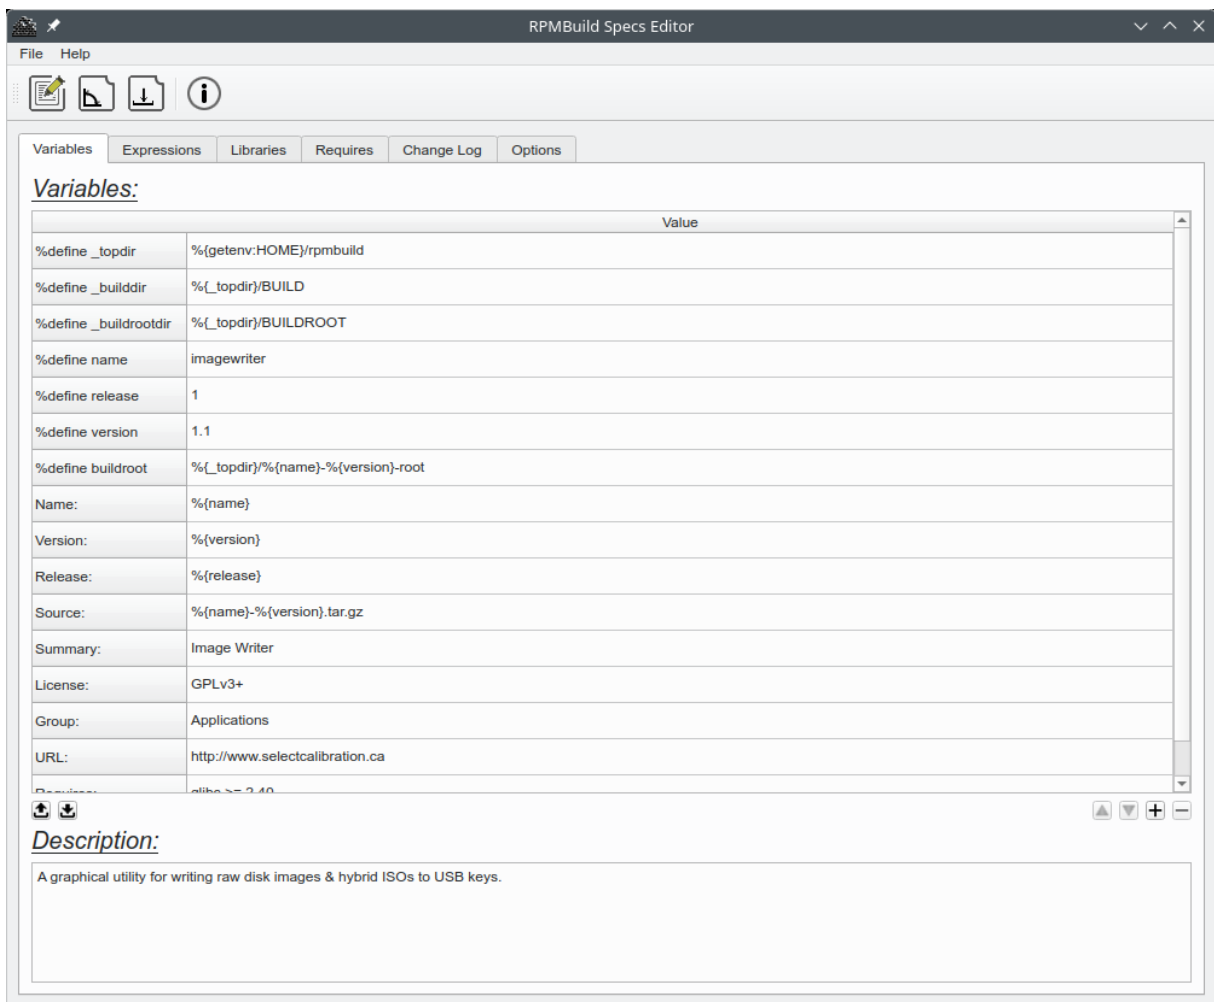 RPMBuild Specs Editor
File Help
Variables Expressions Libraries Requires Change Log Options
Variables:
Value
%define _topdir %{getenv:HOME}/rpmbuild
%define _builddir %{_topdir}/BUILD
%define _buildrootdir %{_topdir}/BUILDROOT
%define name imagewriter
%define release 1
%define version 1.1
%define buildroot %{_topdir}/%{name}-%{version}-root
Name: %{name}
Version: %{version}
Release: %{release}
Source: %{name}-%{version}.tar.gz
Summary: Image Writer
License: GPLv3+
Group: Applications
URL: http://www.selectcalibration.ca
Requires: glibc >= 2.40
Description:
A graphical utility for writing raw disk images & hybrid ISOs to USB keys.